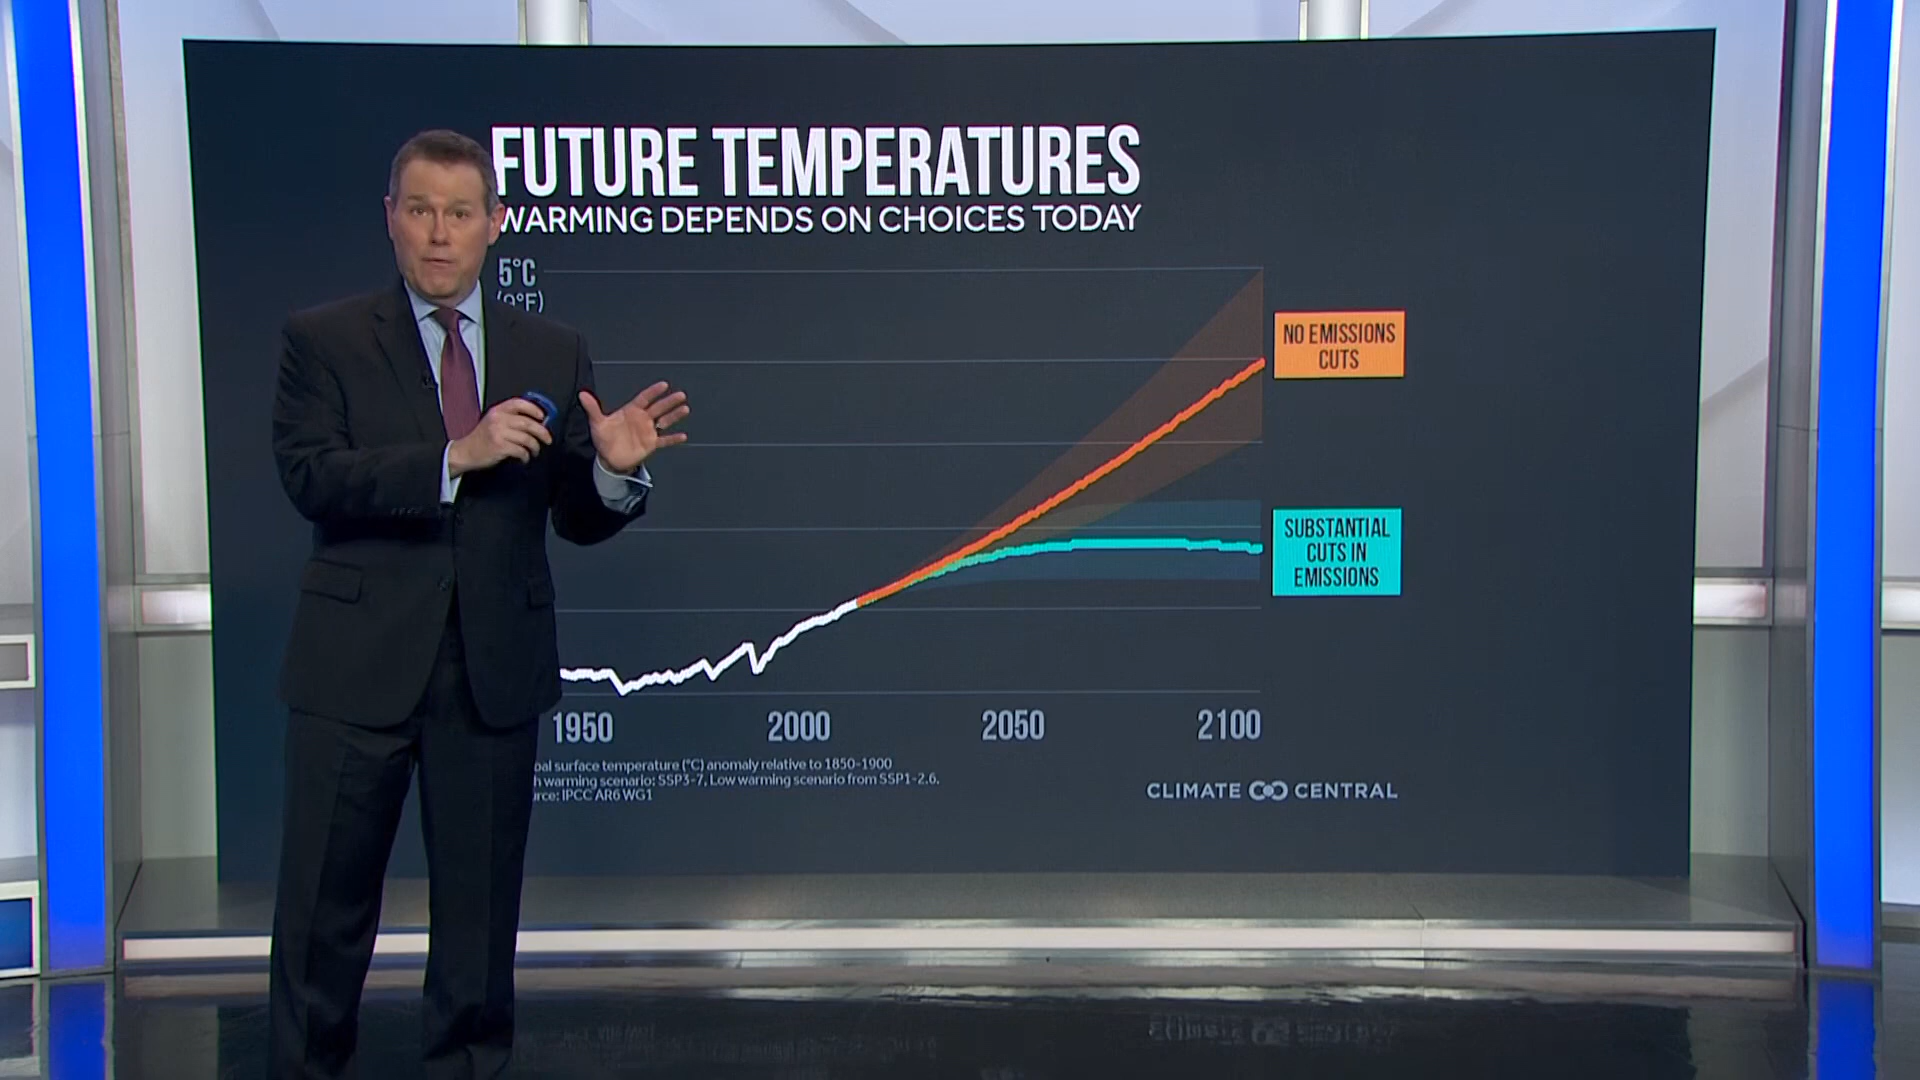 FUTURE TEMPERATURES
WARMING DEPENDS ON CHOICES TODAY
5°C
(9°F)
NO EMISSIONS
CUTS
SUBSTANTIAL
CUTS IN
EMISSIONS
1950 2000 2050 2100
surface temperature (°C) anomaly relative to 1850-1900
warming scenario: SSP3-7, Low warming scenario from SSP1-2.6.
IPCC AR6 WG1
CLIMATE CENTRAL